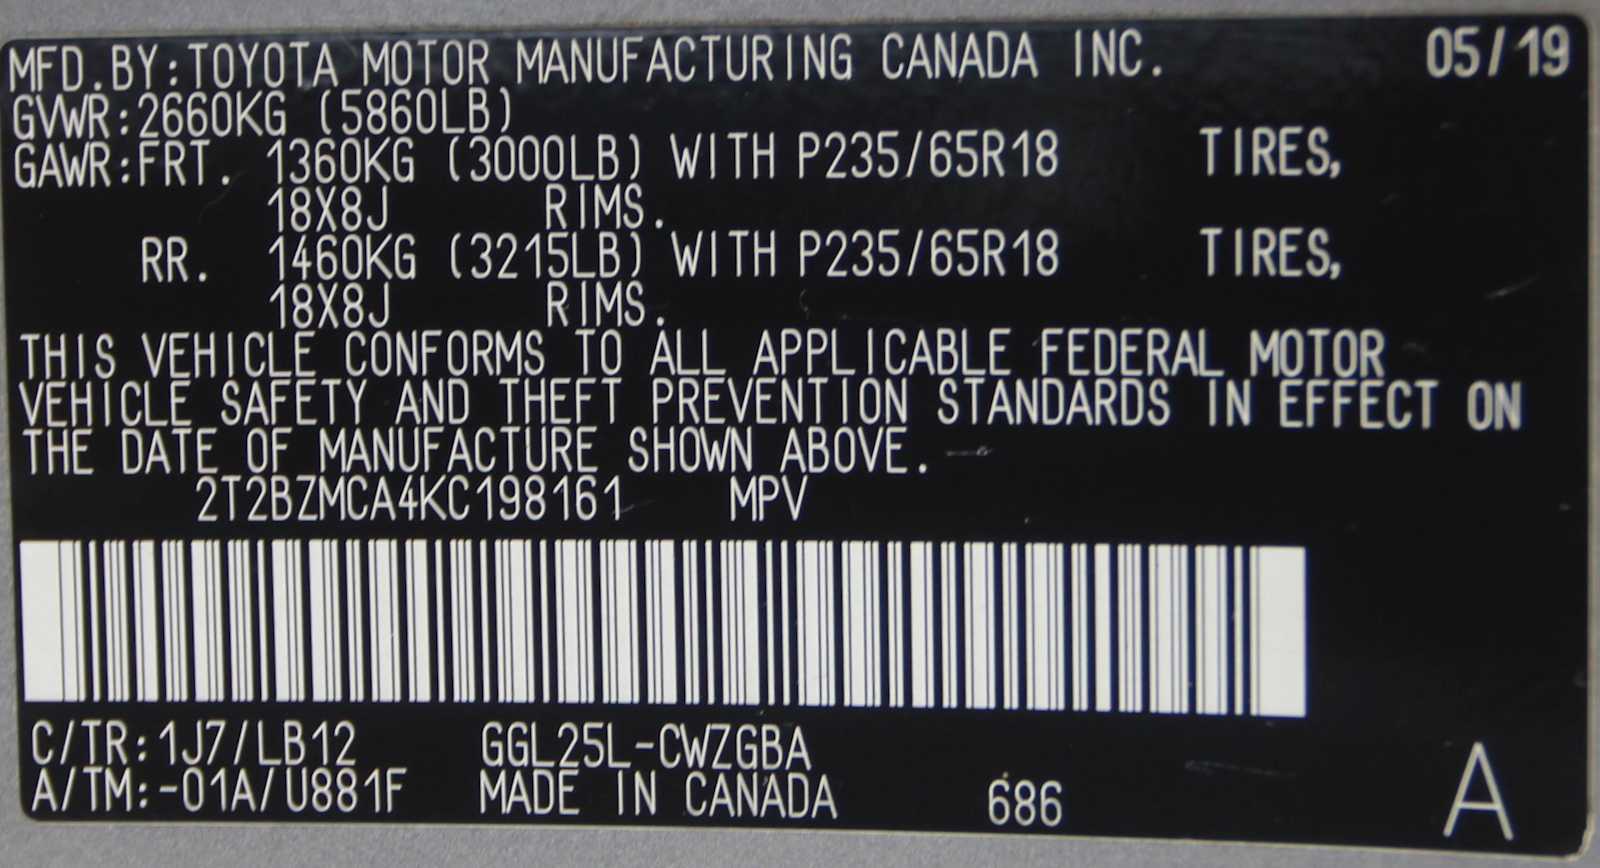 MFD.BY:TOYOTA MOTOR MANUFACTURING CANADA INC. 05/19
GVWR:2660KG (5860LB)
GAWR:FRT. 1360KG (3000LB) WITH P235/65R18 TIRES,
18X8J RIMS.
RR. 1460KG (3215LB) WITH P235/65R18 TIRES,
18X8J RIMS.
THIS VEHICLE CONFORMS TO ALL APPLICABLE FEDERAL MOTOR
VEHICLE SAFETY AND THEFT PREVENTION STANDARDS IN EFFECT ON
THE DATE OF MANUFACTURE SHOWN ABOVE.
2T2BZMCA4KC198161 MPV
C/TR:1J7/LB12 GGL25L-CWZGBA
A/TM:-01A/U881F MADE IN CANADA 686 A